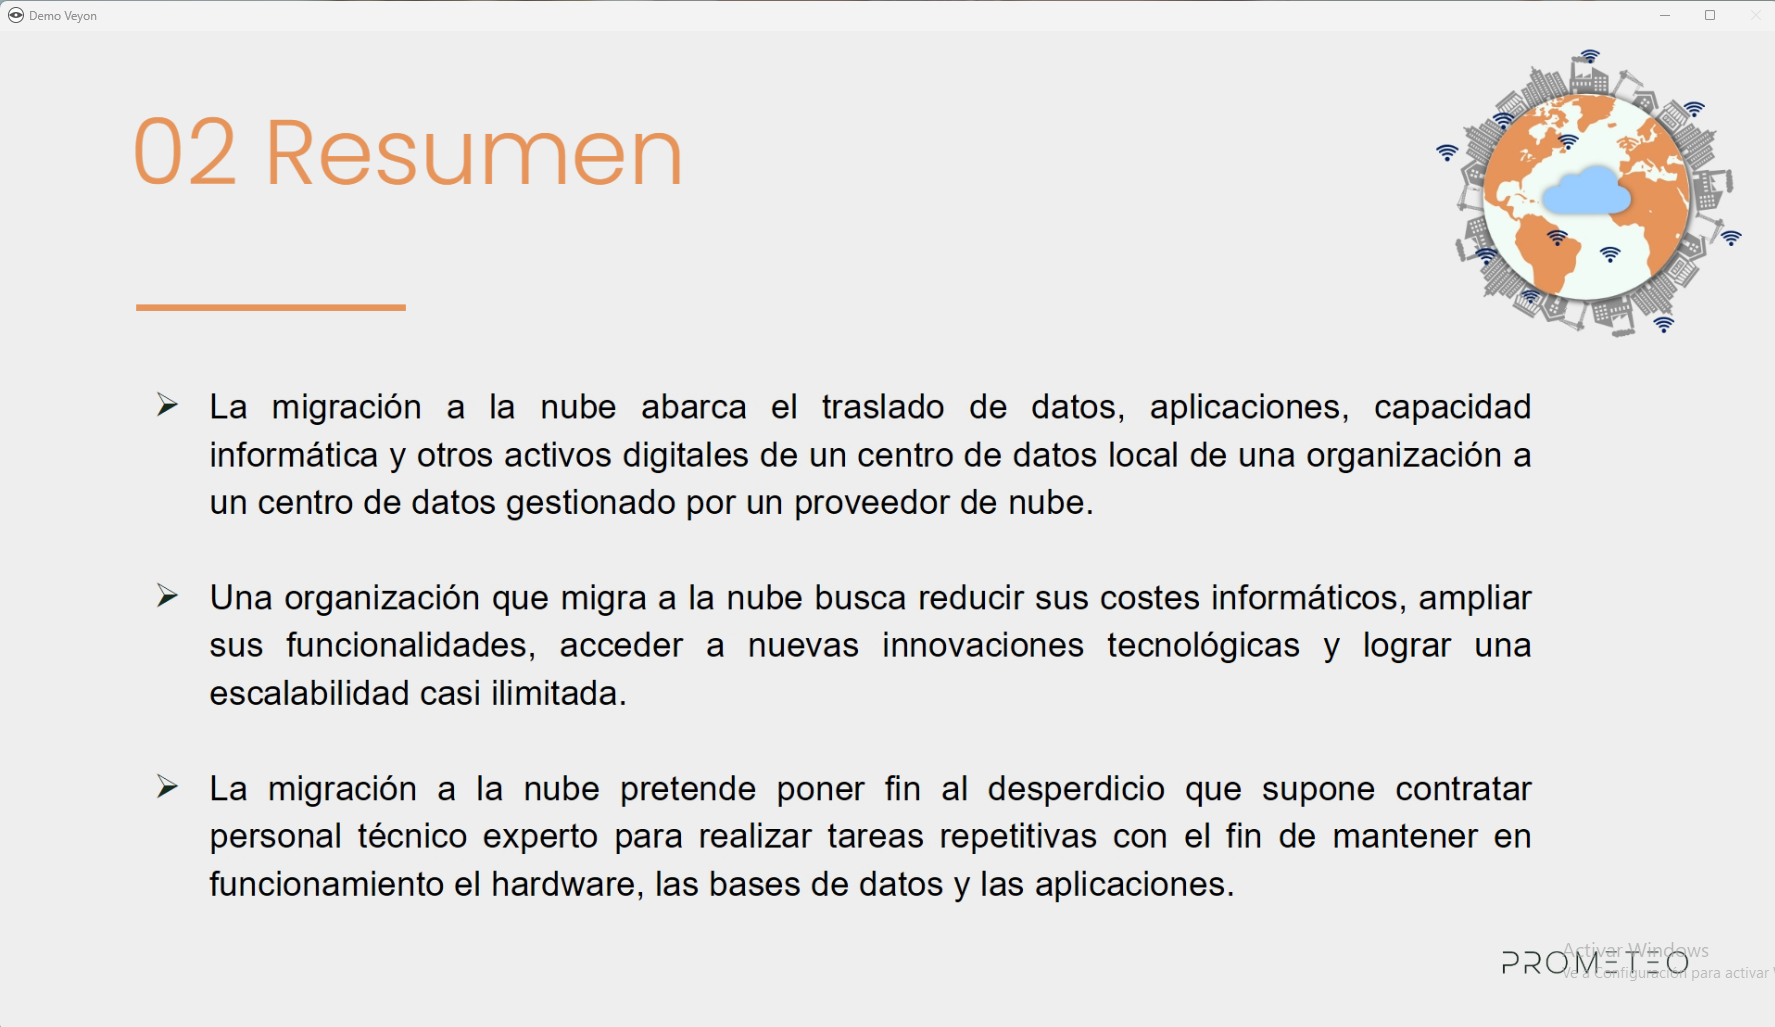 Demo Veyon
02 Resumen
La migración a la nube abarca el traslado de datos, aplicaciones, capacidad
informática y otros activos digitales de un centro de datos local de una organización a
un centro de datos gestionado por un proveedor de nube.
Una organización que migra a la nube busca reducir sus costes informáticos, ampliar
sus funcionalidades, acceder a nuevas innovaciones tecnológicas y lograr una
escalabilidad casi ilimitada.
La migración a la nube pretende poner fin al desperdicio que supone contratar
personal técnico experto para realizar tareas repetitivas con el fin de mantener en
funcionamiento el hardware, las bases de datos y las aplicaciones.
Activar Windows
PROMETEO
Ve a Configuración para activar